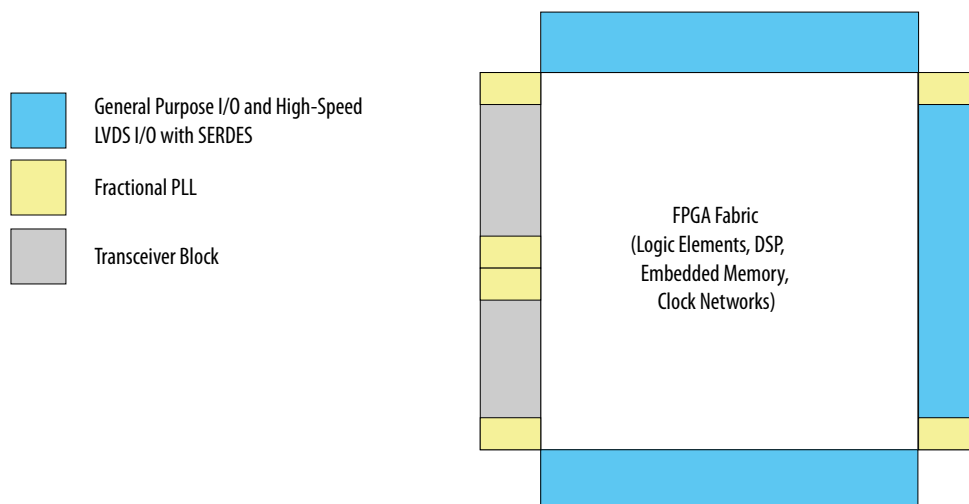 General Purpose I/O and High-Speed
LVDS I/O with SERDES
Fractional PLL
Transceiver Block
FPGA Fabric
(Logic Elements, DSP,
Embedded Memory,
Clock Networks)